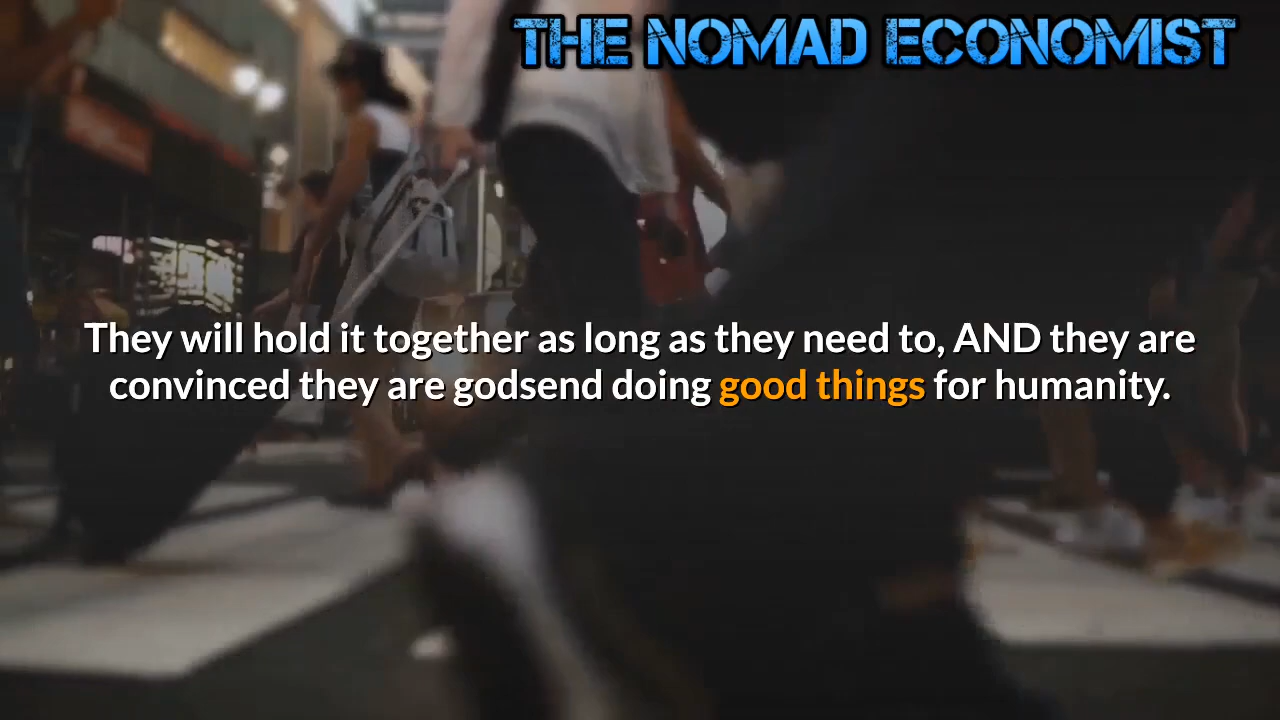 THE NOMAD ECONOMIST
They will hold it together as long as they need to, AND they are
convinced they are godsend doing good things for humanity.